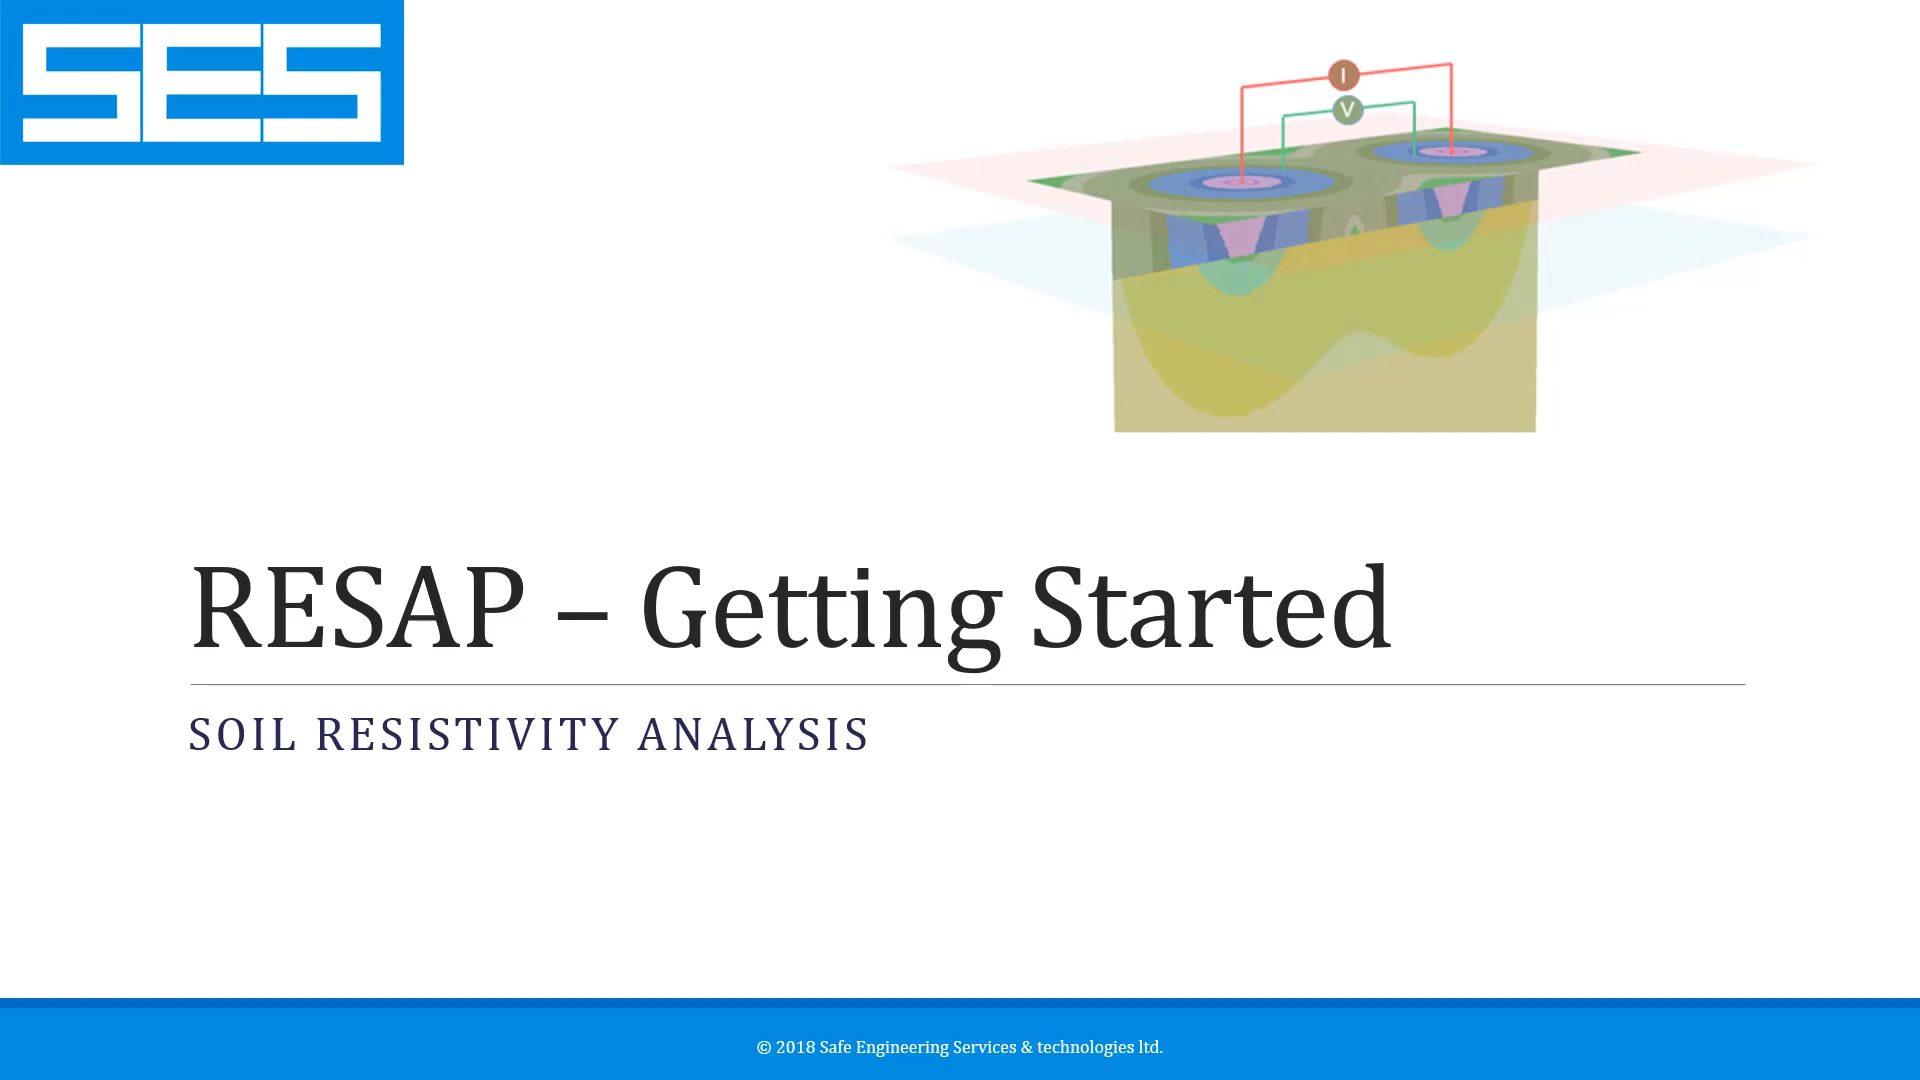 SES
I
V
RESAP – Getting Started
SOIL RESISTIVITY ANALYSIS
© 2018 Safe Engineering Services & technologies ltd.